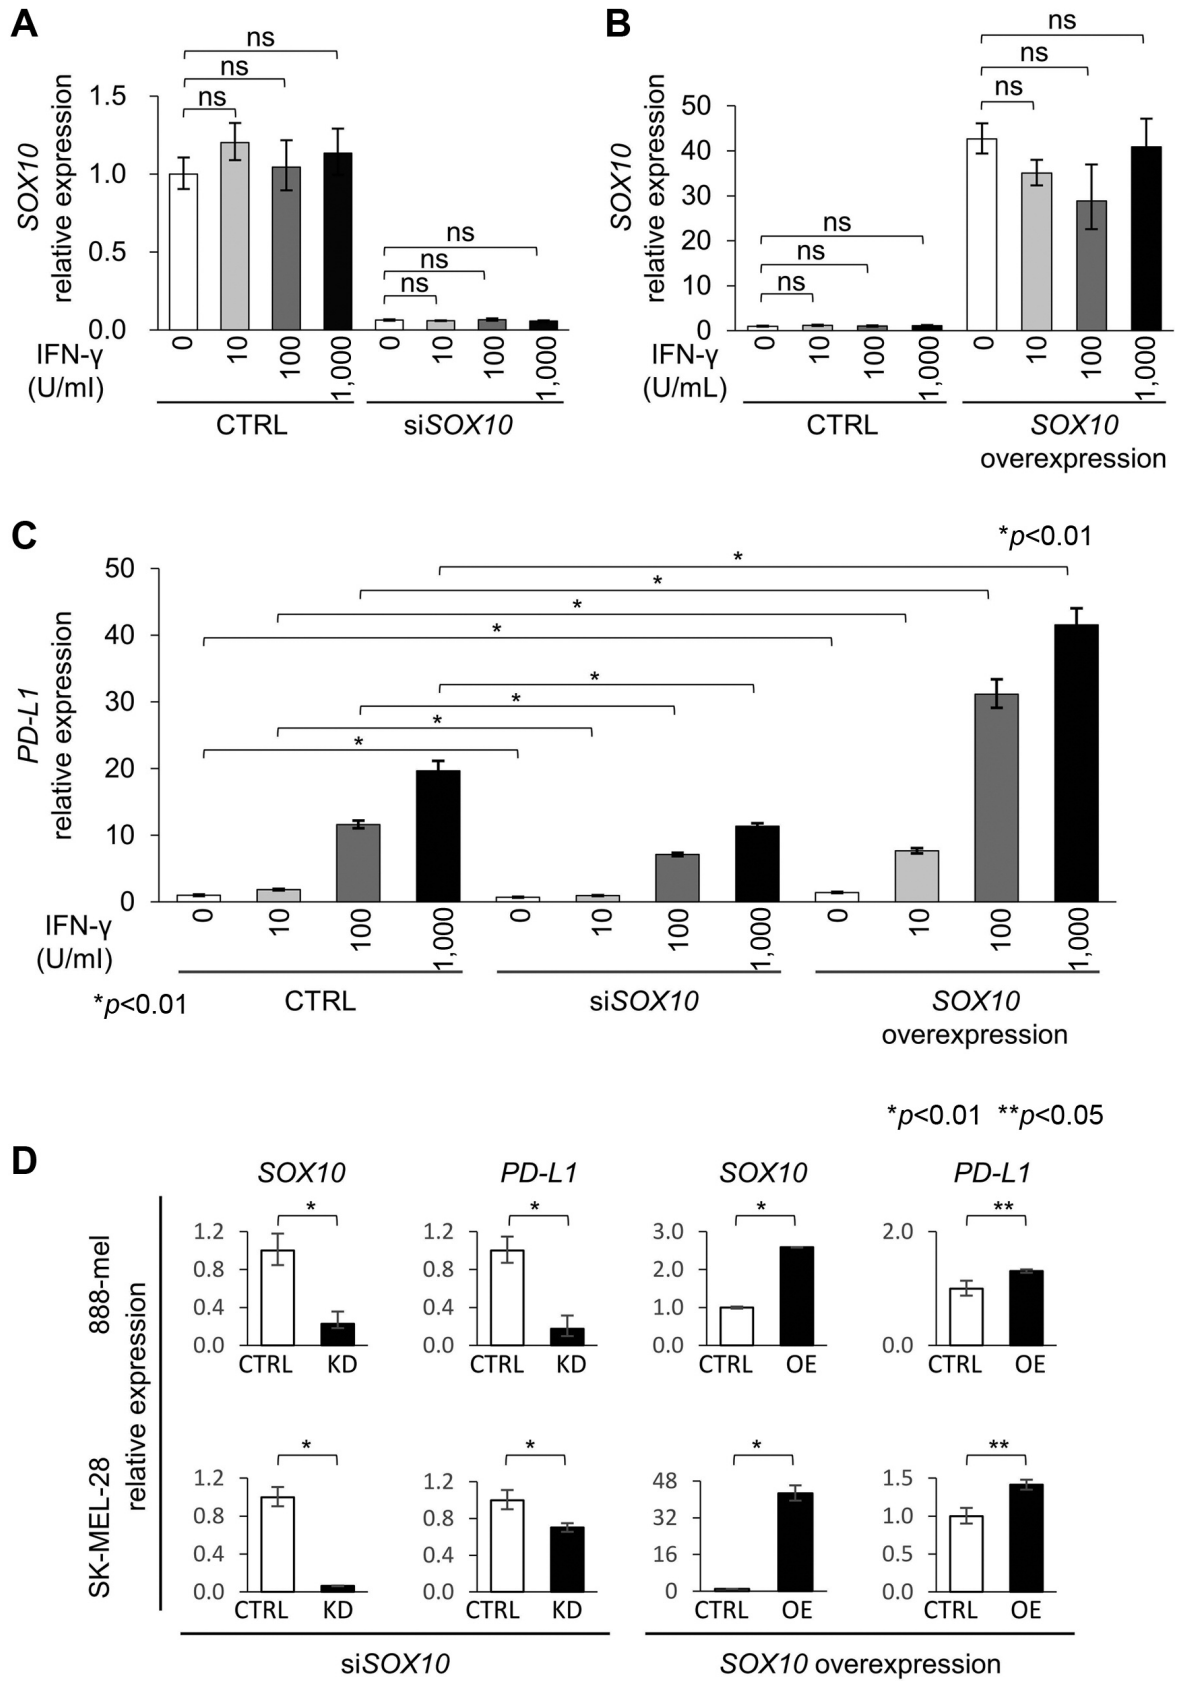 A
ns
ns
ns
SOX10
relative expression
1.5
1.0
0.5
0.0
ns
ns
ns
IFN-γ
(U/ml)
0
10
100
1,000
0
10
100
1,000
CTRL
siSOX10
B
ns
ns
ns
SOX10
relative expression
50
40
30
20
10
0
ns
ns
ns
IFN-γ
(U/mL)
0
10
100
1,000
0
10
100
1,000
CTRL
SOX10
overexpression
C
*p<0.01
PD-L1
relative expression
50
40
30
20
10
0
*
*
*
*
*
*
*
*
IFN-γ
(U/ml)
0
10
100
1,000
0
10
100
1,000
0
10
100
1,000
*p<0.01
CTRL
siSOX10
SOX10
overexpression
*p<0.01 **p<0.05
D
SOX10
PD-L1
SOX10
PD-L1
888-mel
SK-MEL-28
relative expression
*
1.2
0.8
0.4
0.0
CTRL KD
*
1.2
0.8
0.4
0.0
CTRL KD
*
3.0
2.0
1.0
0.0
CTRL OE
**
2.0
0.0
CTRL OE
*
1.2
0.8
0.4
0.0
CTRL KD
*
1.2
0.8
0.4
0.0
CTRL KD
*
48
32
16
0
CTRL OE
**
1.5
1.0
0.5
0.0
CTRL OE
siSOX10
SOX10 overexpression